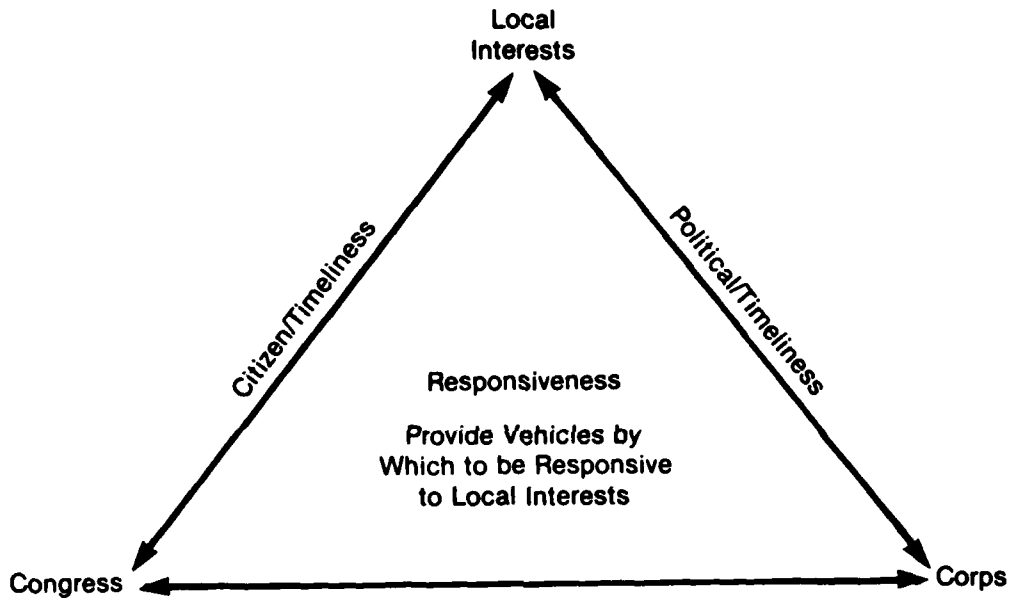 Local
Interests
Citizen/Timeliness
Political/Timeliness
Responsiveness
Provide Vehicles by
Which to be Responsive
to Local Interests
Congress
Corps